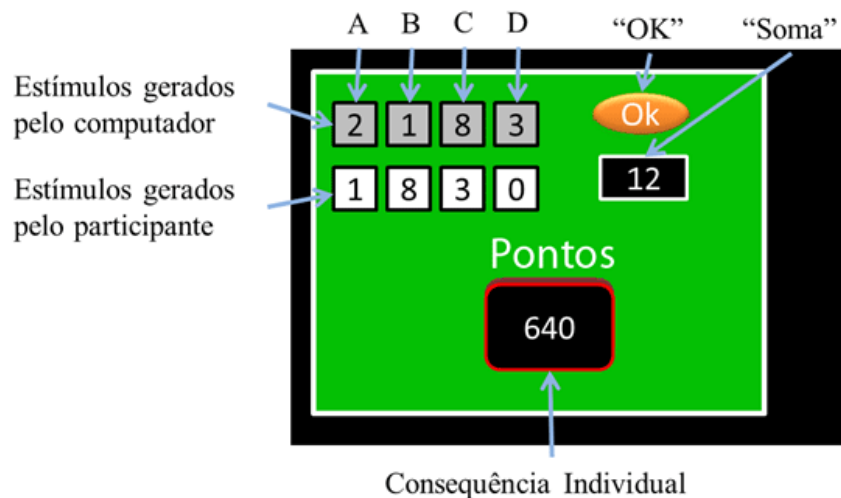 A B C D “OK” “Soma”
Estímulos gerados
pelo computador
2 1 8 3 Ok
Estímulos gerados
pelo participante
1 8 3 0 12
Pontos
640
Consequência Individual